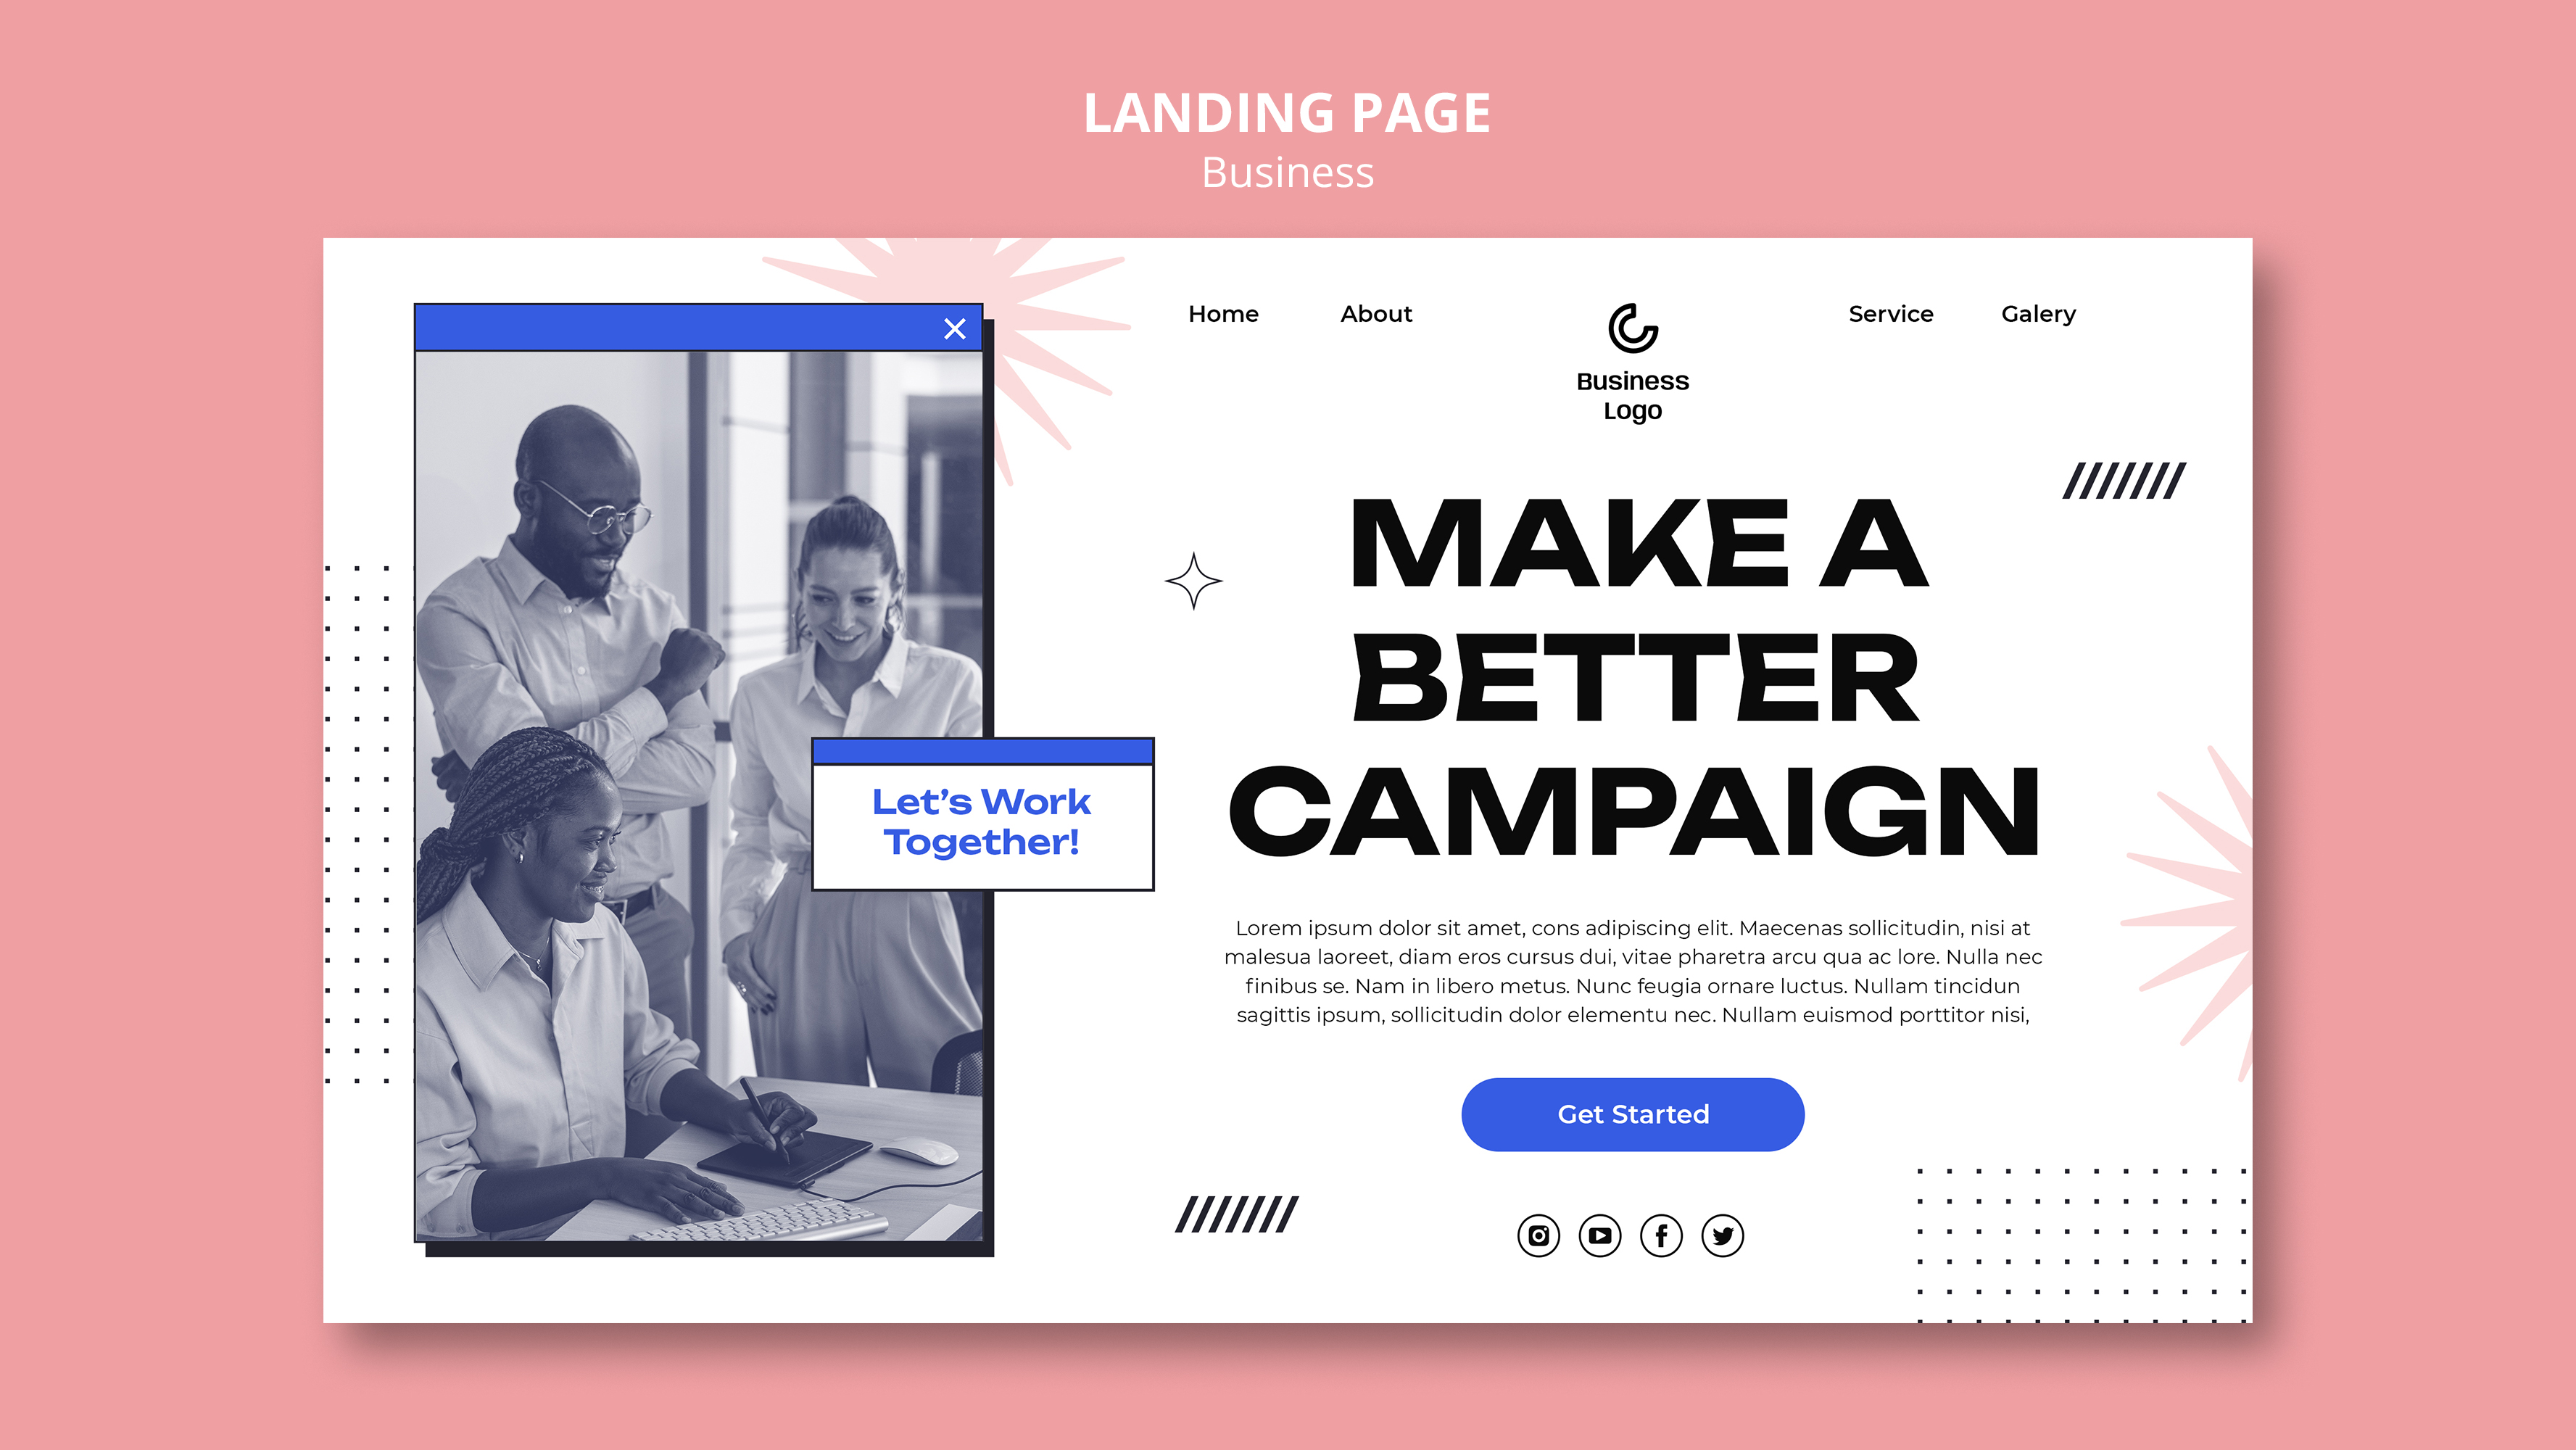 LANDING PAGE
Business
Home
About
Business
Logo
Service
Galery
MAKE A
BETTER
CAMPAIGN
Let's Work
Together!
Lorem ipsum dolor sit amet, cons adipiscing elit. Maecenas sollicitudin, nisi at
malesua laoreet, diam eros cursus dui, vitae pharetra arcu qua ac lore. Nulla nec
finibus se. Nam in libero metus. Nunc feugia ornare luctus. Nullam tincidun
sagittis ipsum, sollicitudin dolor elementu nec. Nullam euismod porttitor nisi,
Get Started